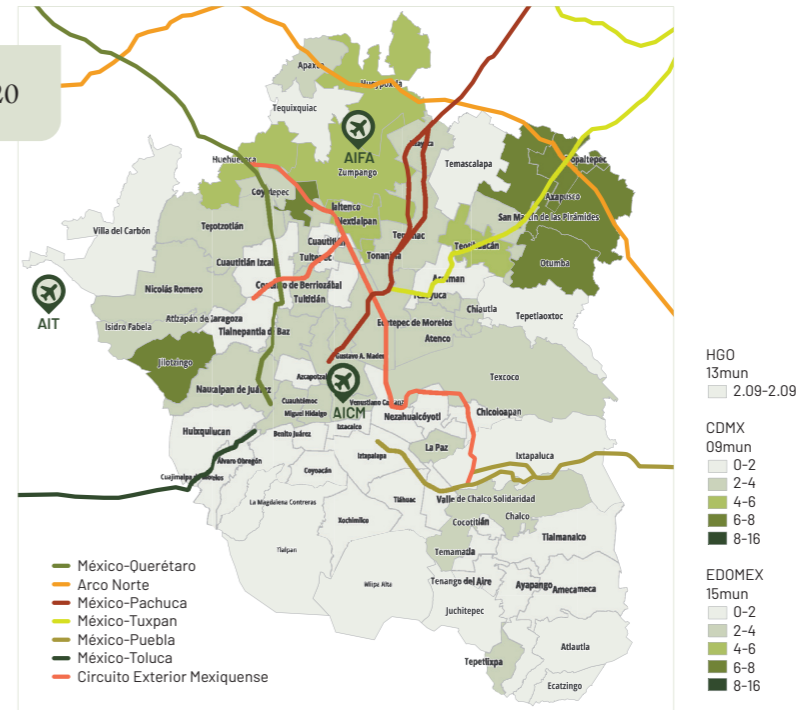 20
Apaxco
Hueypoxtla
Tequixquiac
AIFA
Zumpango
Huehuetoca
Temascalapa
Coyotepec
Axapusco
San Martín de las Pirámides
Jaltenco
Nextlalpan
Villa del Carbón
Tepotzotlán
Teotihuacán
Tonanitla
Otumba
Cuautitlán Izcalli
Tultepec
Nicolás Romero
Coacalco de Berriozábal
Tultitlán
AIT
Chiautla
Tepetlaoxtoc
Isidro Fabela
Atizapán de Zaragoza
Tlalnepantla de Baz
Ecatepec de Morelos
Atenco
Jilotzingo
Gustavo A. Madero
Texcoco
Naucalpan de Juárez
Azcapotzalco
AICM
Cuauhtémoc
Venustiano Carranza
Miguel Hidalgo
Nezahualcóyotl
Chicoloapan
Iztacalco
Huixquilucan
Benito Juárez
La Paz
Ixtapaluca
Álvaro Obregón
Iztapalapa
Coyoacán
Cuajimalpa de Morelos
Tláhuac
Valle de Chalco Solidaridad
La Magdalena Contreras
Xochimilco
Cocotitlán
Chalco
Tlalmanalco
Tlalpan
Temamatla
Milpa Alta
Tenango del Aire
Ayapango
Amecameca
Juchitepec
Atlautla
Tepetlixpa
Ecatzingo
México-Querétaro
Arco Norte
México-Pachuca
México-Tuxpan
México-Puebla
México-Toluca
Circuito Exterior Mexiquense
HGO
13mun
2.09-2.09
CDMX
09mun
0-2
2-4
4-6
6-8
8-16
EDOMEX
15mun
0-2
2-4
4-6
6-8
8-16